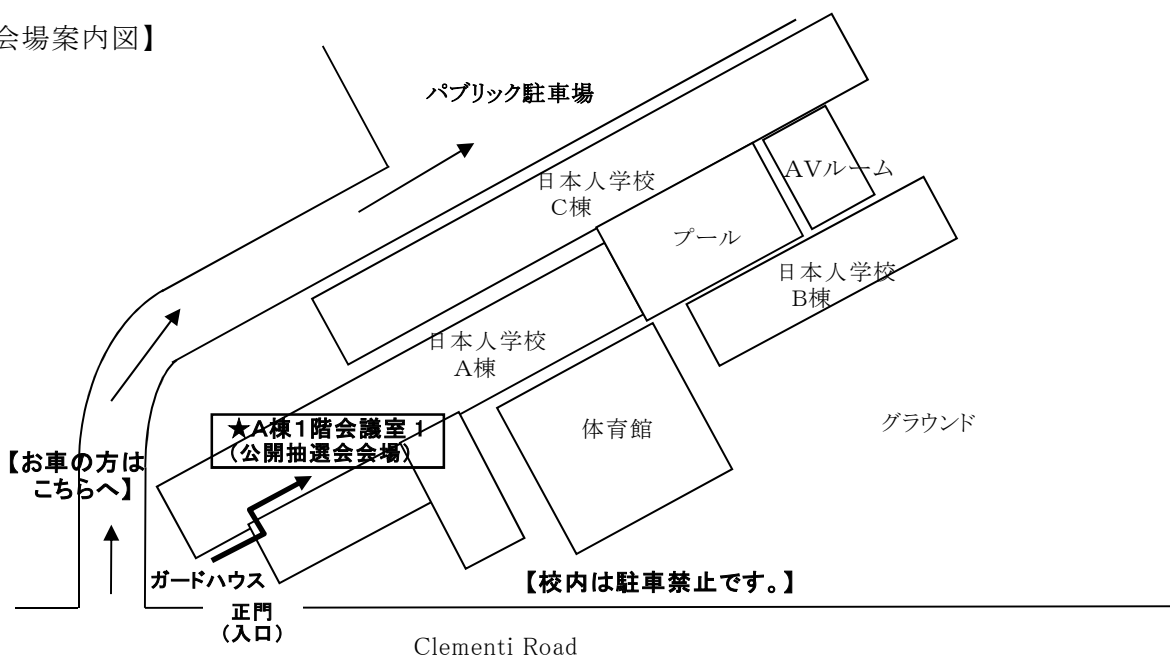 会場案内図】
パブリック駐車場
AVルーム
日本人学校
C棟
プール
日本人学校
B棟
日本人学校
A棟
★A棟1階会議室1
(公開抽選会会場)
体育館
グラウンド
【お車の方は
こちらへ】
ガードハウス
【校内は駐車禁止です。】
正門
(入口)
Clementi Road